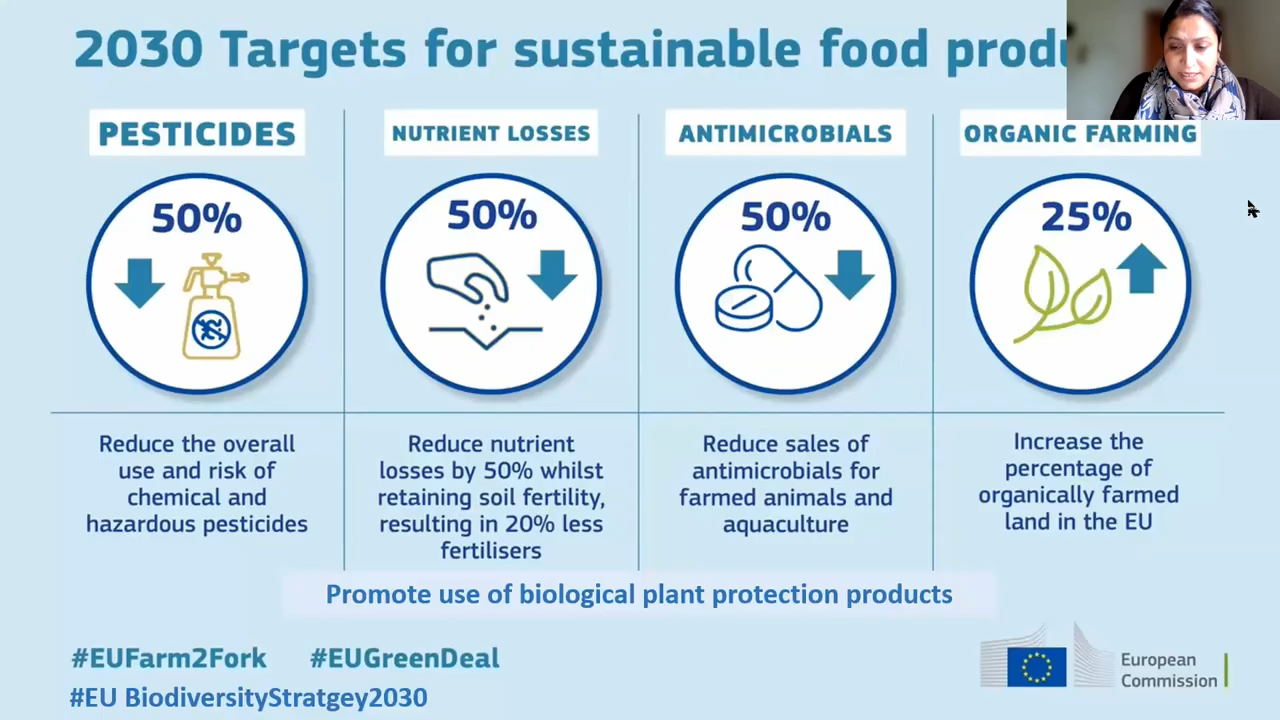 2030 Targets for sustainable food
PESTICIDES
NUTRIENT LOSSES
ANTIMICROBIALS
ORGANIC FARMING
50%
50%
50%
25%
Reduce the overall
use and risk of
chemical and
hazardous pesticides
Reduce nutrient
losses by 50% whilst
retaining soil fertility,
resulting in 20% less
fertilisers
Reduce sales of
antimicrobials for
farmed animals and
aquaculture
Increase the
percentage of
organically farmed
land in the EU
Promote use of biological plant protection products
#EUFarm2Fork #EUGreenDeal
#EU BiodiversityStratgey2030
European
Commission